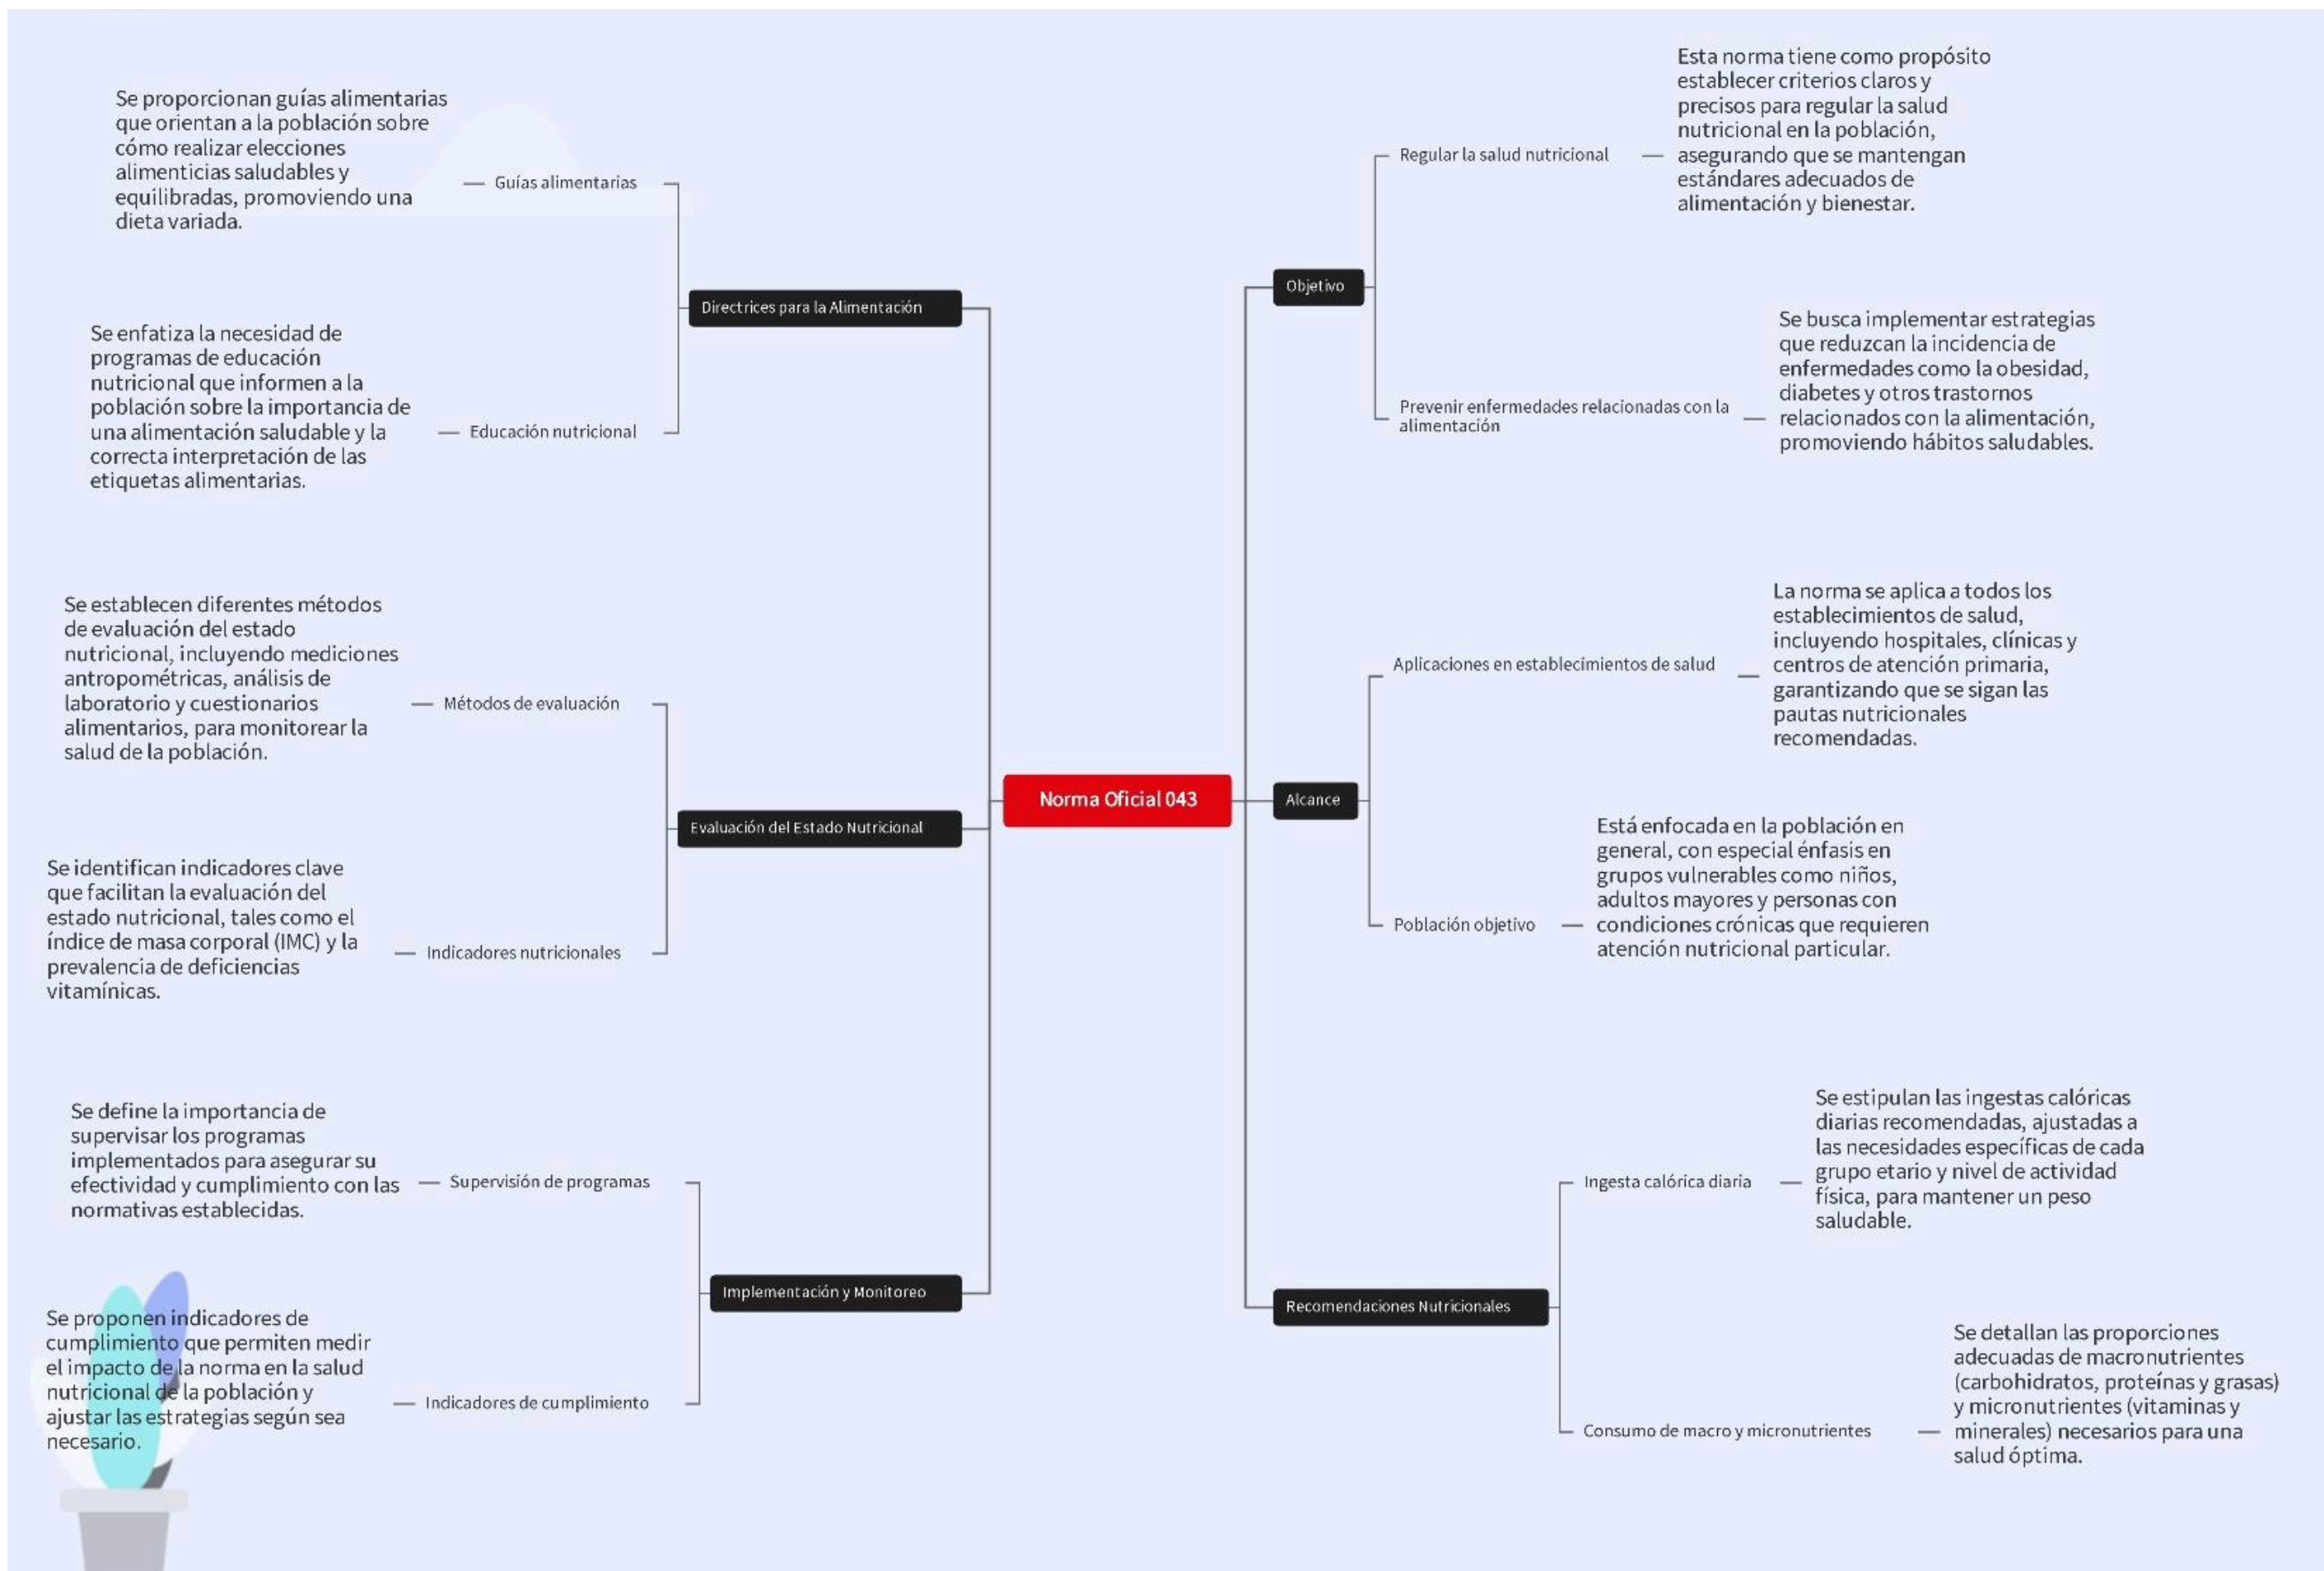 Norma Oficial 043
Objetivo
Regular la salud nutricional
Esta norma tiene como propósito
establecer criterios claros y
precisos para regular la salud
nutricional en la población,
asegurando que se mantengan
estándares adecuados de
alimentación y bienestar.
Prevenir enfermedades relacionadas con la
alimentación
Se busca implementar estrategias
que reduzcan la incidencia de
enfermedades como la obesidad,
diabetes y otros trastornos
relacionados con la alimentación,
promoviendo hábitos saludables.
Alcance
Aplicaciones en establecimientos de salud
La norma se aplica a todos los
establecimientos de salud,
incluyendo hospitales, clínicas y
centros de atención primaria,
garantizando que se sigan las
pautas nutricionales
recomendadas.
Población objetivo
Está enfocada en la población en
general, con especial énfasis en
grupos vulnerables como niños,
adultos mayores y personas con
condiciones crónicas que requieren
atención nutricional particular.
Recomendaciones Nutricionales
Ingesta calórica diaria
Se estipulan las ingestas calóricas
diarias recomendadas, ajustadas a
las necesidades específicas de cada
grupo etario y nivel de actividad
física, para mantener un peso
saludable.
Consumo de macro y micronutrientes
Se detallan las proporciones
adecuadas de macronutrientes
(carbohidratos, proteínas y grasas)
y micronutrientes (vitaminas y
minerales) necesarios para una
salud óptima.
Directrices para la Alimentación
Guías alimentarias
Se proporcionan guías alimentarias
que orientan a la población sobre
cómo realizar elecciones
alimenticias saludables y
equilibradas, promoviendo una
dieta variada.
Educación nutricional
Se enfatiza la necesidad de
programas de educación
nutricional que informen a la
población sobre la importancia de
una alimentación saludable y la
correcta interpretación de las
etiquetas alimentarias.
Evaluación del Estado Nutricional
Métodos de evaluación
Se establecen diferentes métodos
de evaluación del estado
nutricional, incluyendo mediciones
antropométricas, análisis de
laboratorio y cuestionarios
alimentarios, para monitorear la
salud de la población.
Indicadores nutricionales
Se identifican indicadores clave
que facilitan la evaluación del
estado nutricional, tales como el
índice de masa corporal (IMC) y la
prevalencia de deficiencias
vitamínicas.
Implementación y Monitoreo
Supervisión de programas
Se define la importancia de
supervisar los programas
implementados para asegurar su
efectividad y cumplimiento con las
normativas establecidas.
Indicadores de cumplimiento
Se proponen indicadores de
cumplimiento que permiten medir
el impacto de la norma en la salud
nutricional de la población y
ajustar las estrategias según sea
necesario.